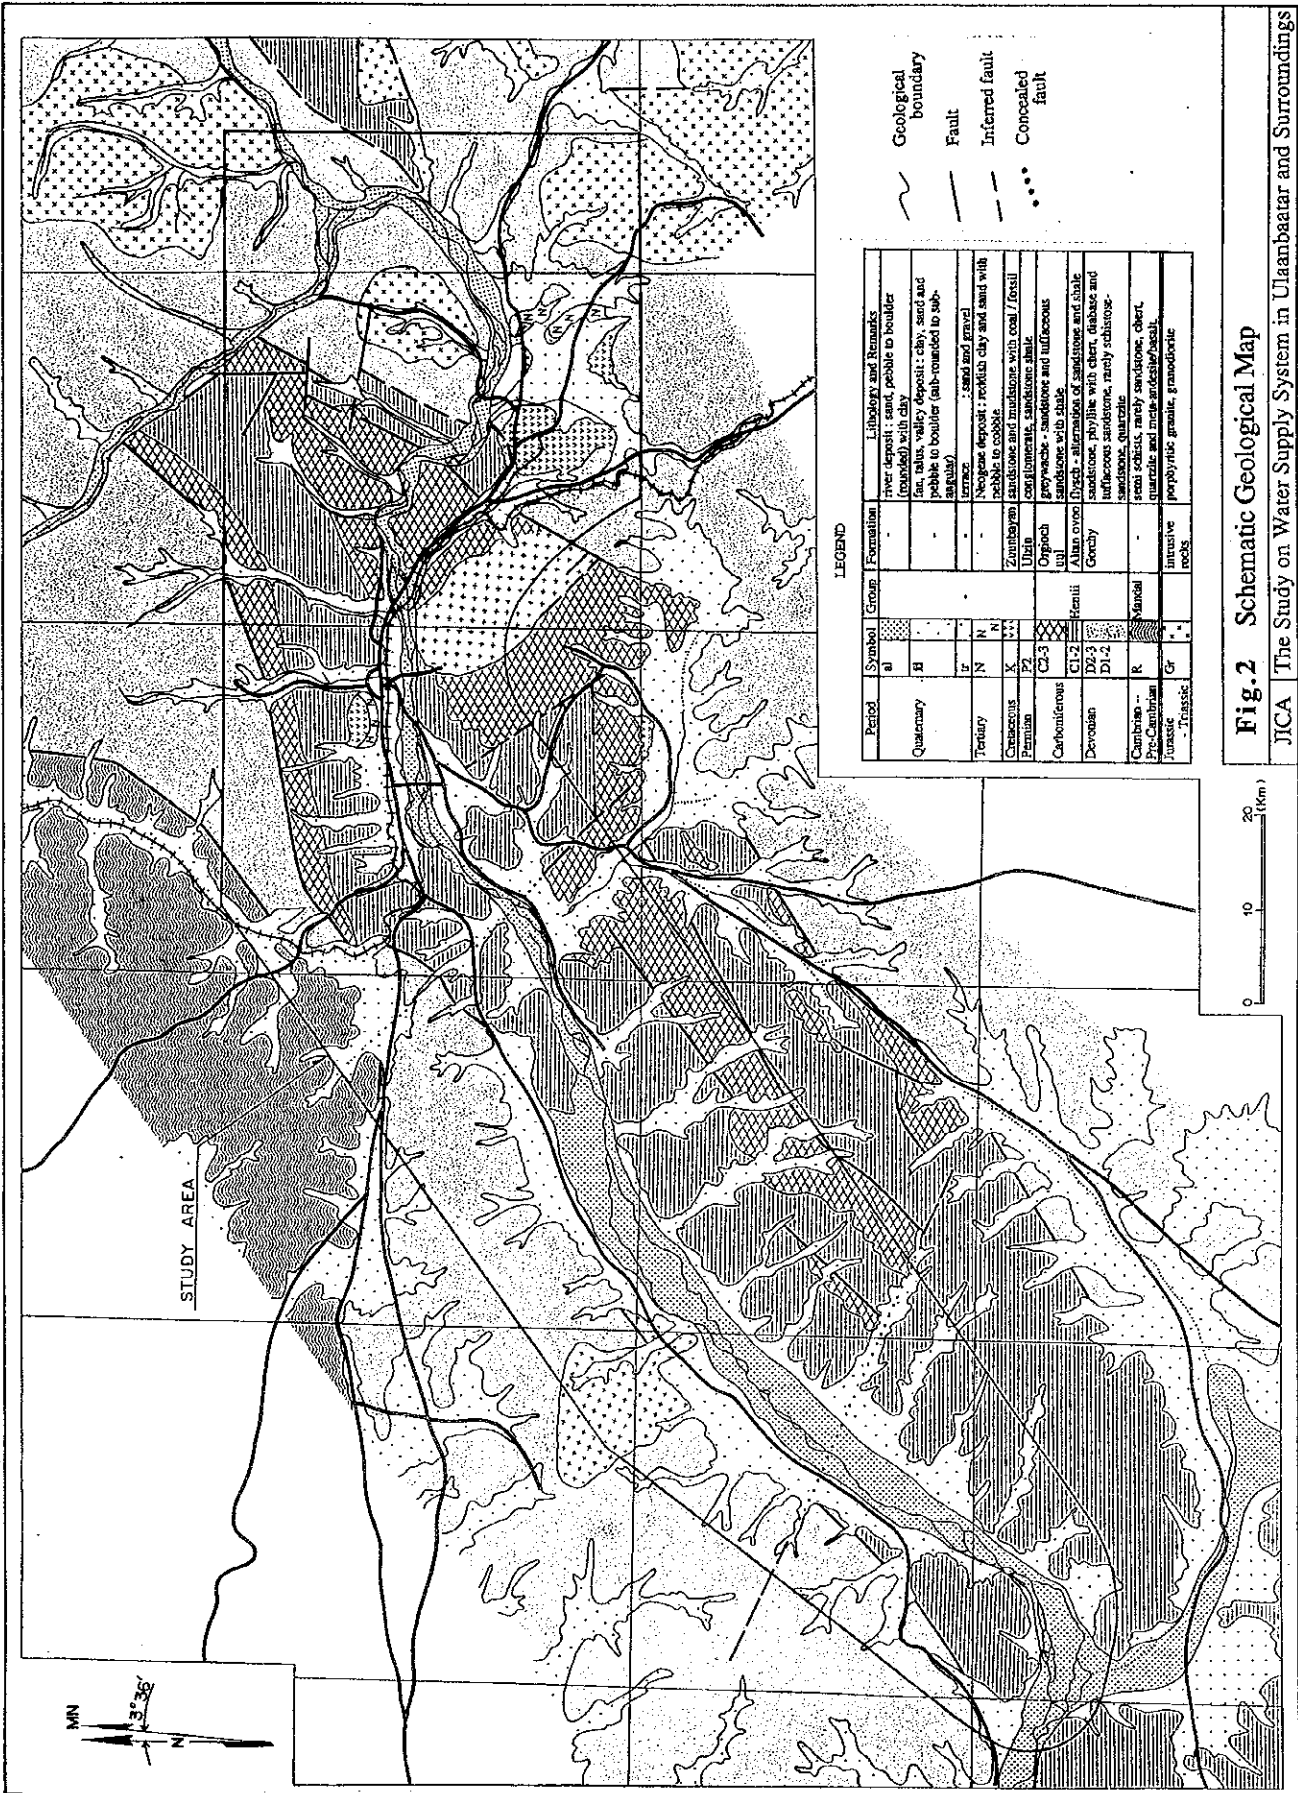 MN
3°36'
N
STUDY AREA
LEGEND
Period Symbol Group Formation Lithology and Remarks
Quaternary al - river deposit : sand, pebble to boulder
(rounded) with clay
fan, talus, valley deposit : clay, sand and
pebble to boulder (sub-rounded to sub-
angular)
tr - terrace : sand and gravel
Tertiary N N N - Neogene deposit : reddish clay and sand with
pebble to cobble
Cretaceous K Zuunbayan sandstone and mudstone with coal / fossil
Permian P2 Ulzin conglomerate, sandstone shale
Carboniferous C2-3 Orgioch greywacke - sandstone and tuffaceous
uul sandstone with shale
C1-2 Hentii Altan ovoo flysch - alternation of sandstone and shale
Devonian D2-3 Gorchy sandstone, phyllite with chert, diabase and
D1-2 tuffaceous sandstone, rarely schistose-
sandstone, quartzite
Cambrian -- R Mandal - semi schists, rarely sandstone, chert,
Pre-Cambrian quartzite and meta-andesite/basalt
Jurassic Gr intrusive porphyritic granite, granodiorite
- Triassic rocks
Geological
boundary
Fault
Inferred fault
Concealed
fault
0 10 20 (Km)
N
N
N
N
Fig.2 Schematic Geological Map
JICA The Study on Water Supply System in Ulaanbaatar and Surroundings